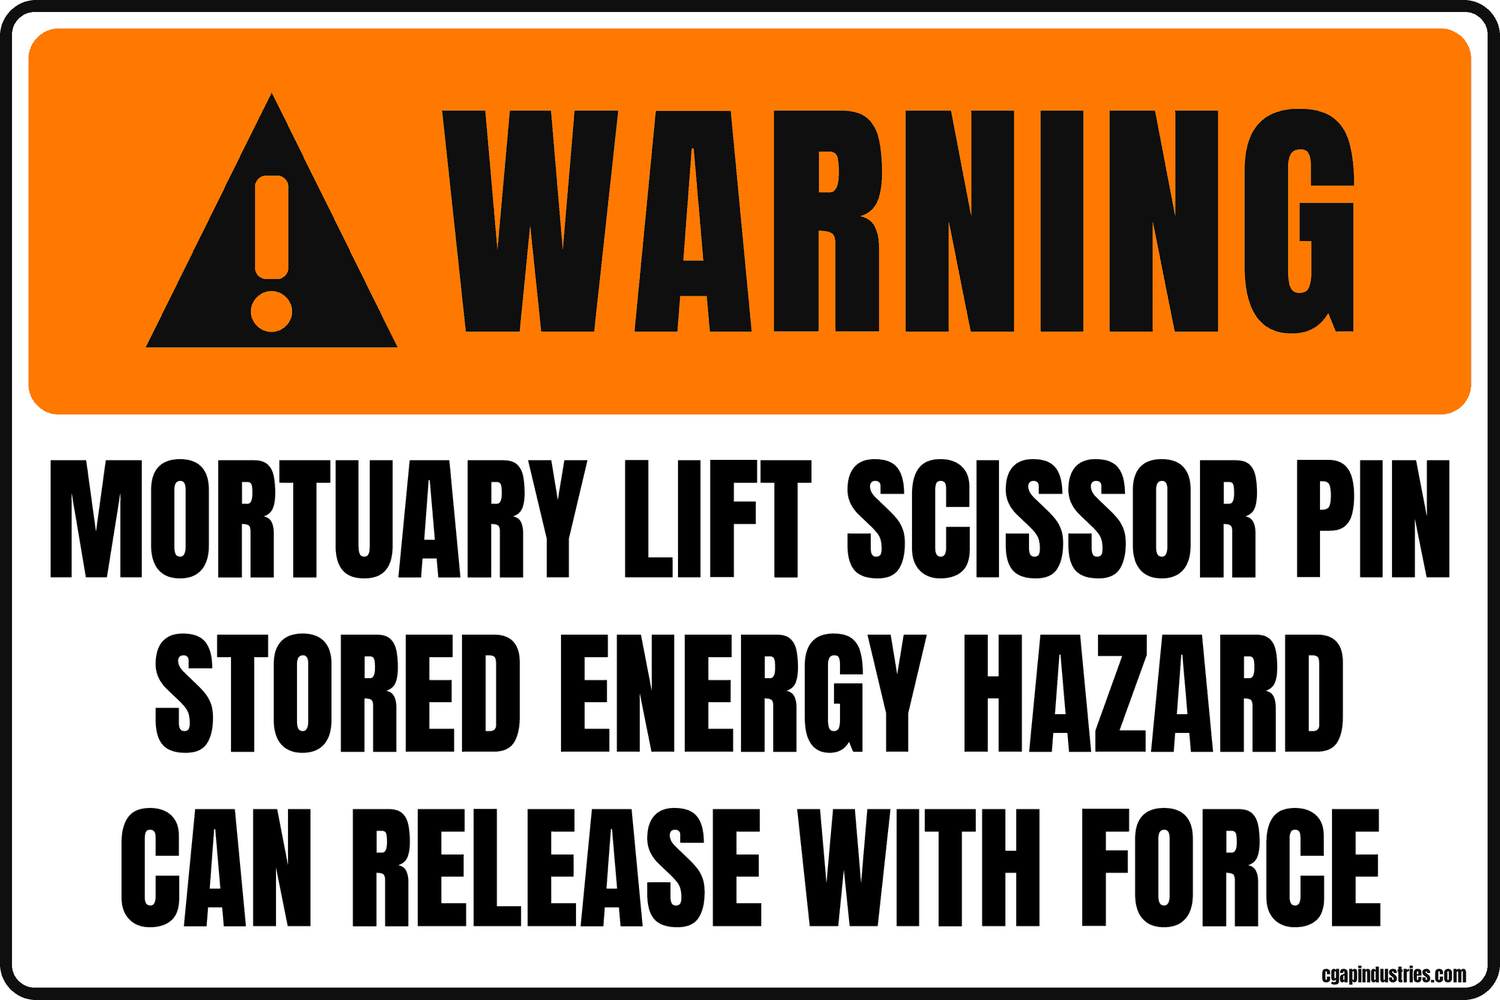 WARNING
MORTUARY LIFT SCISSOR PIN
STORED ENERGY HAZARD
CAN RELEASE WITH FORCE
cgapindustries.com